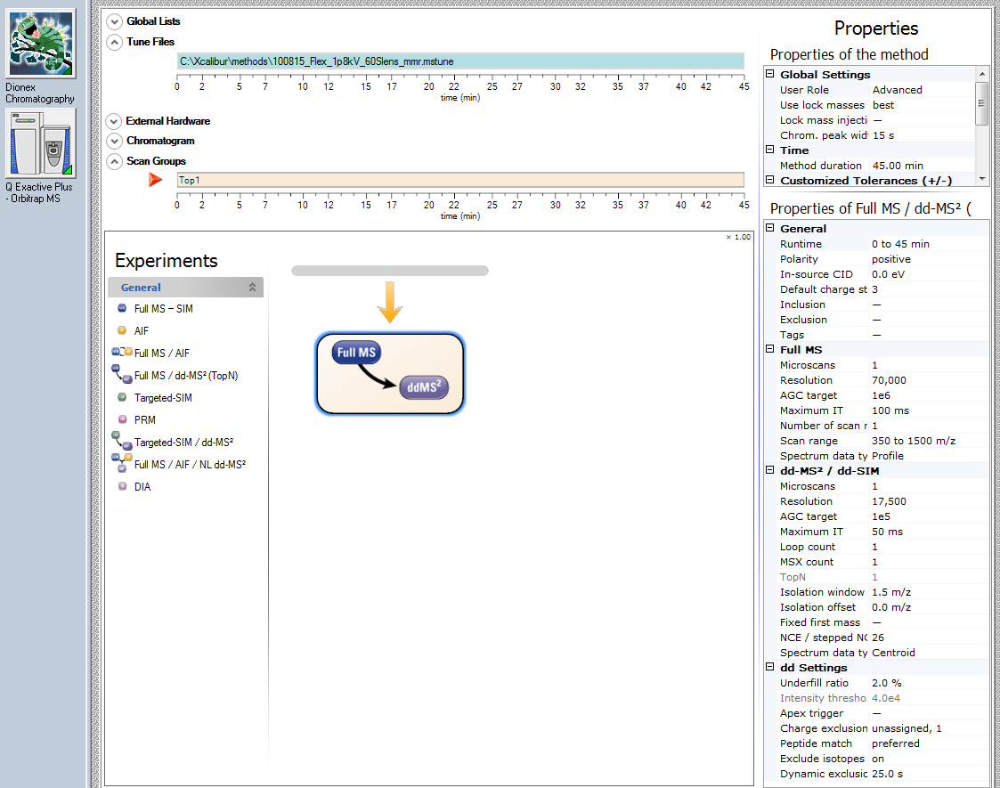 Dionex
Chromatography
Q Exactive Plus
- Orbitrap MS
Global Lists
Tune Files
C:\Xcalibur\methods\100815_Flex_1p8kV_60Slens_mmr.mstune
0 2 5 7 10 12 15 17 20 22 25 27 30 32 35 37 40 42 45
time (min)
External Hardware
Chromatogram
Scan Groups
Top1
0 2 5 7 10 12 15 17 20 22 25 27 30 32 35 37 40 42 45
time (min)
× 1.00
Experiments
General
Full MS – SIM
AIF
Full MS / AIF
Full MS / dd-MS² (TopN)
Targeted-SIM
PRM
Targeted-SIM / dd-MS²
Full MS / AIF / NL dd-MS²
DIA
Full MS
ddMS²
Properties
Properties of the method
Global Settings
User Role Advanced
Use lock masses best
Lock mass injecti —
Chrom. peak widt 15 s
Time
Method duration 45.00 min
Customized Tolerances (+/-)
Properties of Full MS / dd-MS² (
General
Runtime 0 to 45 min
Polarity positive
In-source CID 0.0 eV
Default charge st 3
Inclusion —
Exclusion —
Tags —
Full MS
Microscans 1
Resolution 70,000
AGC target 1e6
Maximum IT 100 ms
Number of scan r 1
Scan range 350 to 1500 m/z
Spectrum data ty Profile
dd-MS² / dd-SIM
Microscans 1
Resolution 17,500
AGC target 1e5
Maximum IT 50 ms
Loop count 1
MSX count 1
TopN 1
Isolation window 1.5 m/z
Isolation offset 0.0 m/z
Fixed first mass —
NCE / stepped NC 26
Spectrum data ty Centroid
dd Settings
Underfill ratio 2.0 %
Intensity thresho 4.0e4
Apex trigger —
Charge exclusion unassigned, 1
Peptide match preferred
Exclude isotopes on
Dynamic exclusic 25.0 s